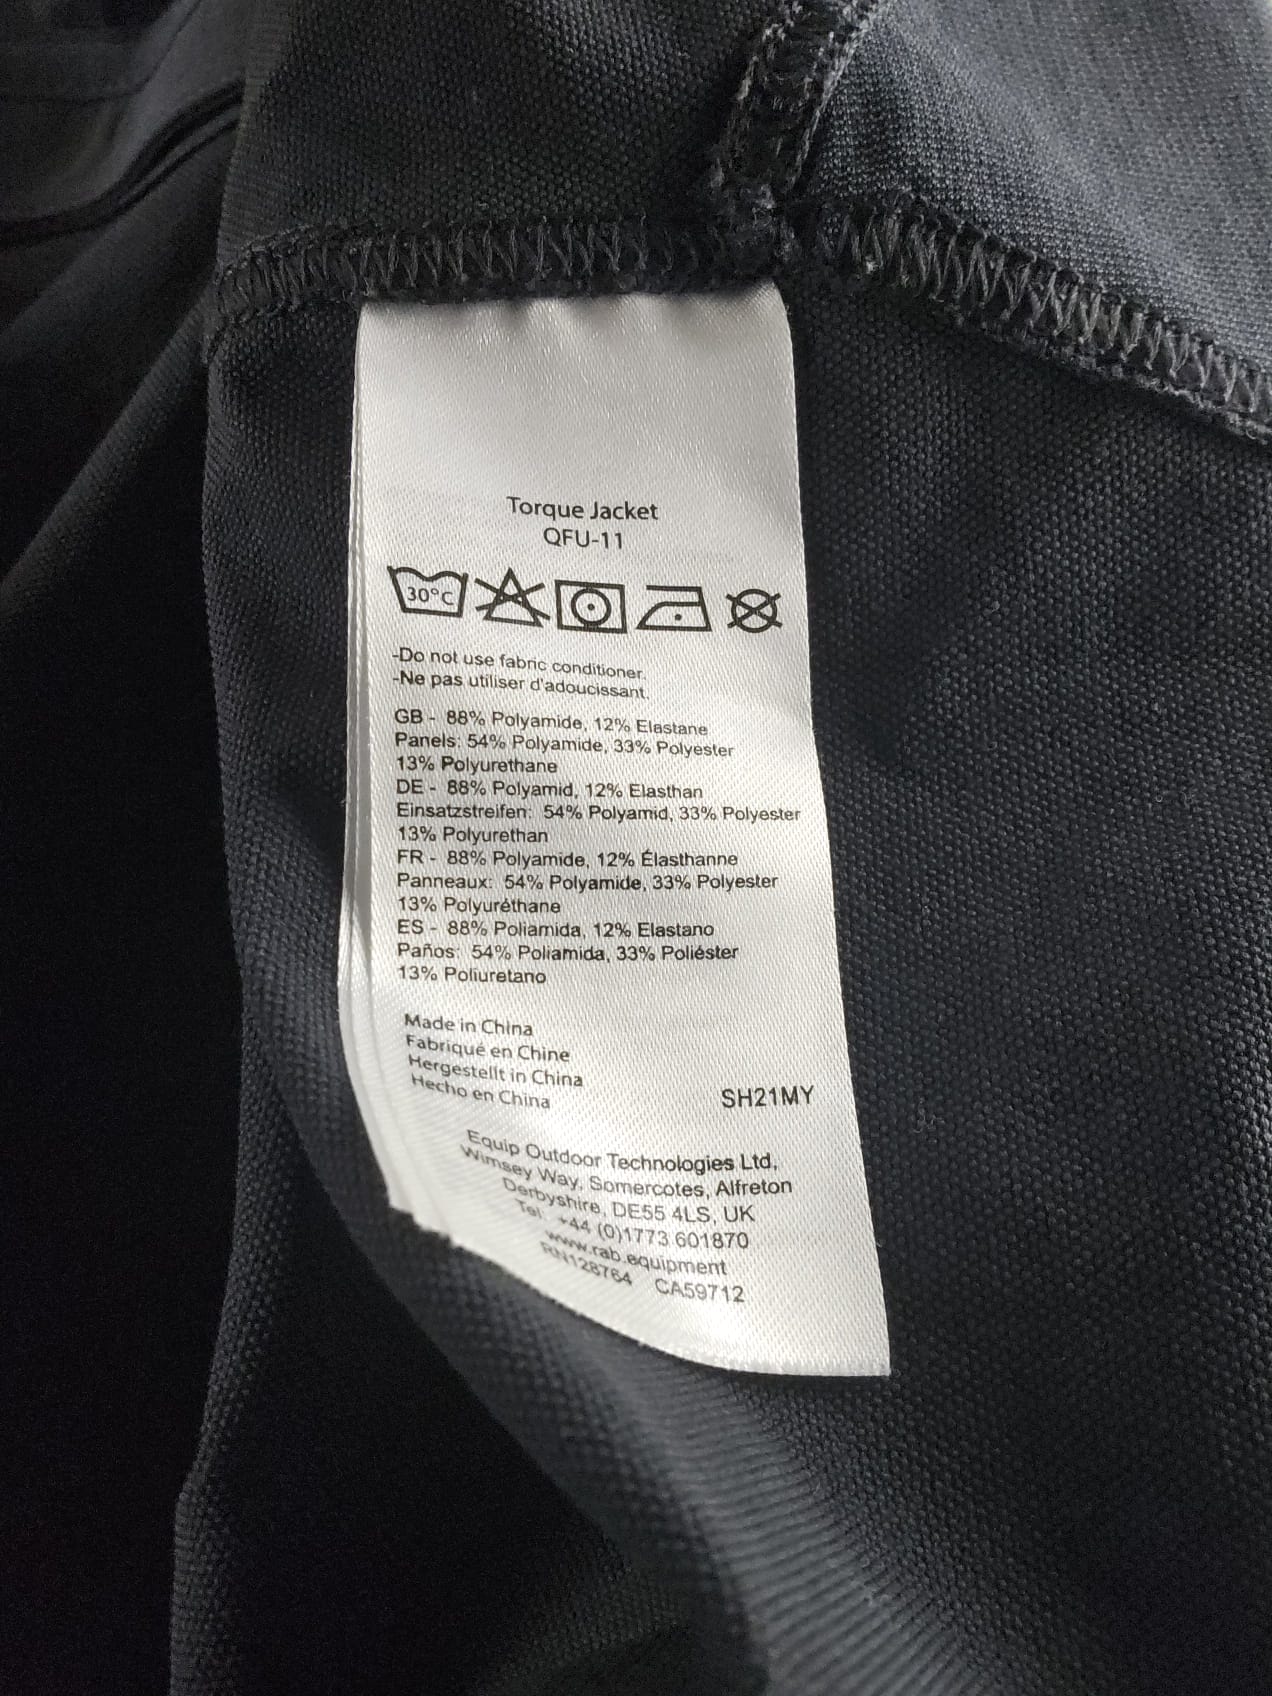 Torque Jacket
QFU-11
30°C
-Do not use fabric conditioner.
-Ne pas utiliser d'adoucissant.
GB - 88% Polyamide, 12% Elastane
Panels: 54% Polyamide, 33% Polyester
13% Polyurethane
DE - 88% Polyamid, 12% Elasthan
Einsatzstreifen: 54% Polyamid, 33% Polyester
13% Polyurethan
FR - 88% Polyamide, 12% Élasthanne
Panneaux: 54% Polyamide, 33% Polyester
13% Polyuréthane
ES - 88% Poliamida, 12% Elastano
Paños: 54% Poliamida, 33% Poliéster
13% Poliuretano
Made in China
Fabriqué en Chine
Hergestellt in China
Hecho en China
SH21MY
Equip Outdoor Technologies Ltd,
Wimsey Way, Somercotes, Alfreton
Derbyshire, DE55 4LS, UK
Tel: +44 (0)1773 601870
www.rab.equipment
RN128764 CA59712